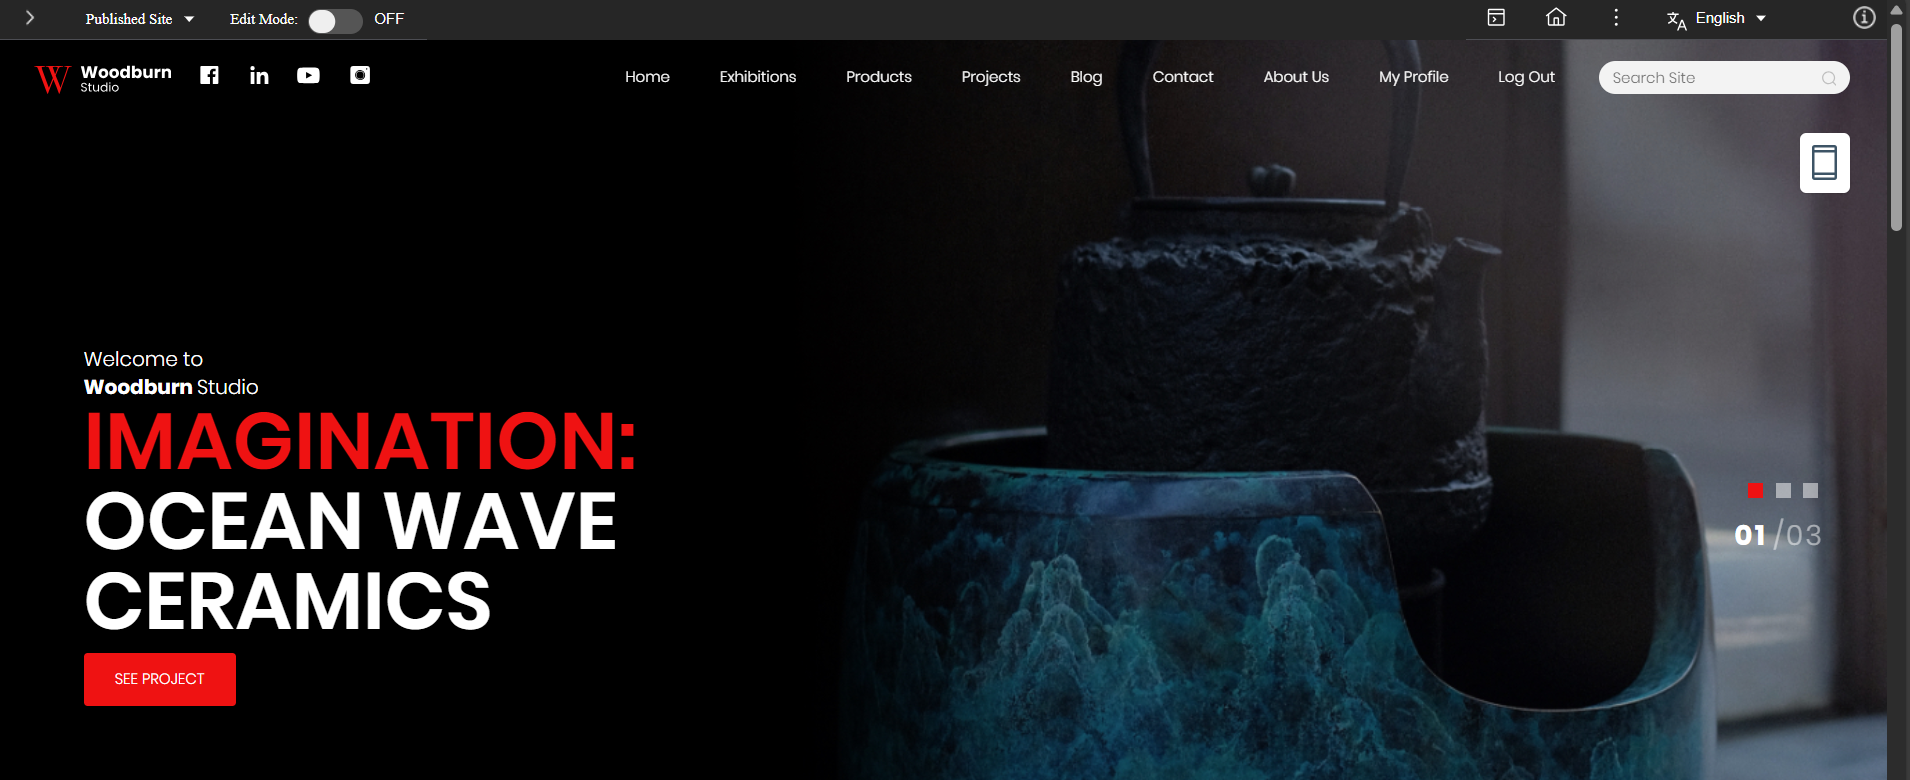 Published Site Edit Mode: OFF English
Woodburn
Studio
Home Exhibitions Products Projects Blog Contact About Us My Profile Log Out Search Site
Welcome to
Woodburn Studio
IMAGINATION:
OCEAN WAVE
CERAMICS
SEE PROJECT
01 /03